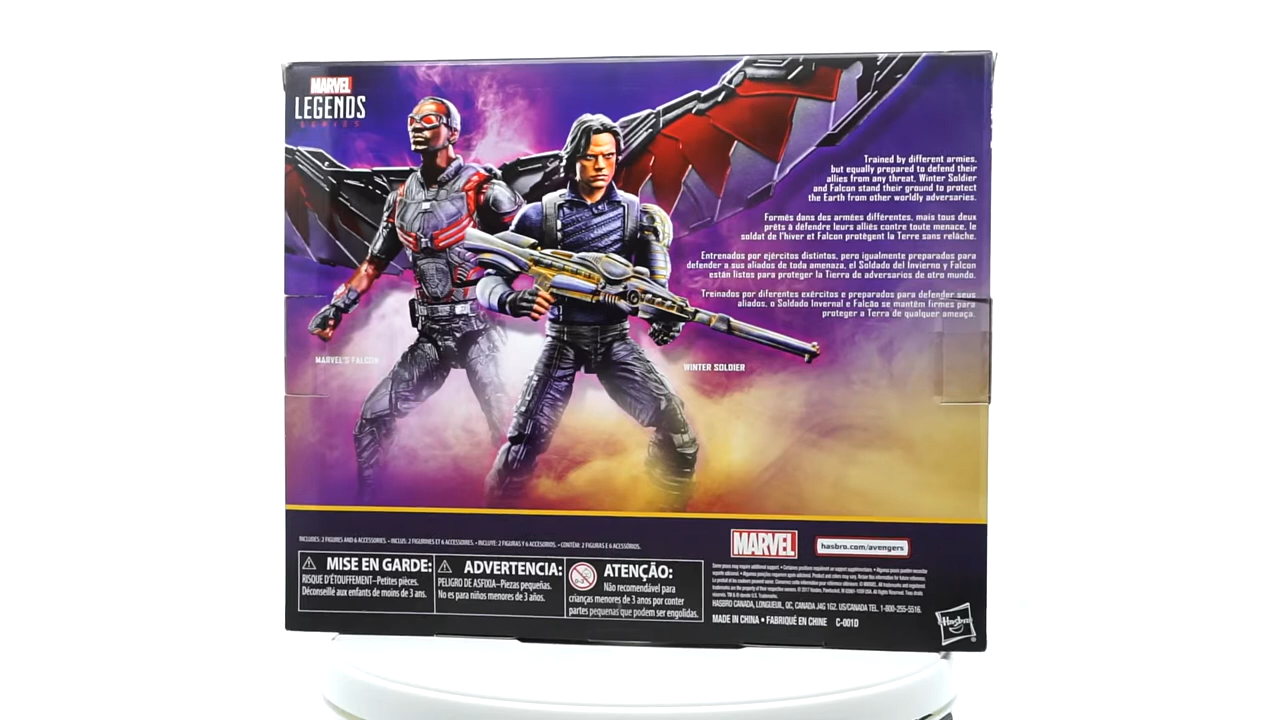 MARVEL
LEGENDS
SERIES
Trained by different armies,
but equally prepared to defend their
allies from any threat, Winter Soldier
and Falcon stand their ground to protect
the Earth from other worldly adversaries.
Formés dans des armées différentes, mais tous deux
prêts à défendre leurs alliés contre toute menace, le
soldat de l'hiver et Falcon protègent la Terre sans relâche.
Entrenados por ejércitos distintos, pero igualmente preparados para
defender a sus aliados de toda amenaza, el Soldado del Invierno y Falcon
están listos para proteger la Tierra de adversarios de otro mundo.
Treinados por diferentes exércitos e preparados para defender seus
aliados, o Soldado Invernal e Falcão se mantêm firmes para
proteger a Terra de qualquer ameaça.
MARVEL'S FALCON
WINTER SOLDIER
INCLUDES: 2 FIGURES AND 6 ACCESSORIES. • INCLUS: 2 FIGURINES ET 6 ACCESSOIRES. • INCLUYE: 2 FIGURAS Y 6 ACCESORIOS. • CONTÉM: 2 FIGURAS E 6 ACESSÓRIOS.
MISE EN GARDE:
RISQUE D'ÉTOUFFEMENT–Petites pièces.
Déconseillé aux enfants de moins de 3 ans.
ADVERTENCIA:
PELIGRO DE ASFIXIA–Piezas pequeñas.
No es para niños menores de 3 años.
0-3
ATENÇÃO:
Não recomendável para
crianças menores de 3 anos por conter
partes pequenas que podem ser engolidas.
MARVEL
hasbro.com/avengers
HASBRO CANADA, LONGUEUIL, QC, CANADA J4G 1G2. US/CANADA TEL. 1-800-255-5516.
MADE IN CHINA • FABRIQUÉ EN CHINE C-001D
Hasbro